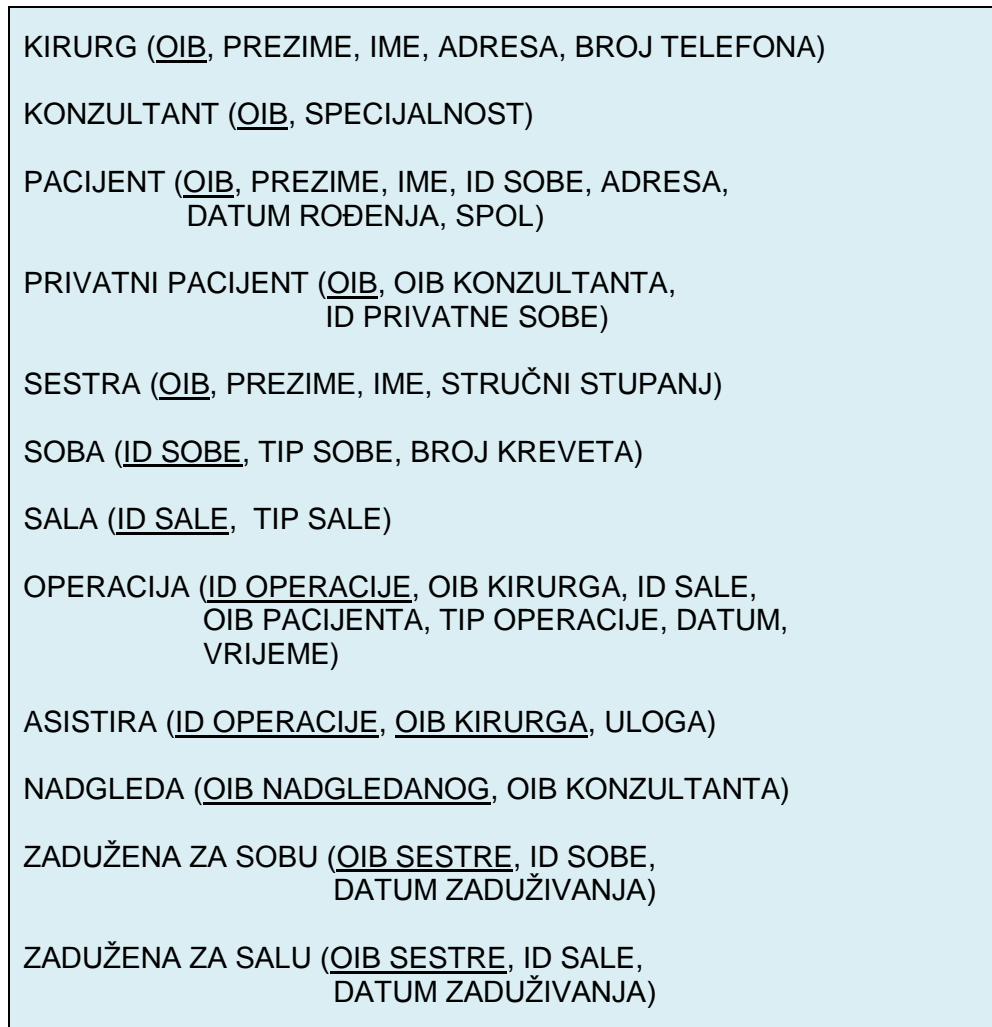 KIRURG (OIB, PREZIME, IME, ADRESA, BROJ TELEFONA)
KONZULTANT (OIB, SPECIJALNOST)
PACIJENT (OIB, PREZIME, IME, ID SOBE, ADRESA,
DATUM ROĐENJA, SPOL)
PRIVATNI PACIJENT (OIB, OIB KONZULTANTA,
ID PRIVATNE SOBE)
SESTRA (OIB, PREZIME, IME, STRUČNI STUPANJ)
SOBA (ID SOBE, TIP SOBE, BROJ KREVETA)
SALA (ID SALE, TIP SALE)
OPERACIJA (ID OPERACIJE, OIB KIRURGA, ID SALE,
OIB PACIJENTA, TIP OPERACIJE, DATUM,
VRIJEME)
ASISTIRA (ID OPERACIJE, OIB KIRURGA, ULOGA)
NADGLEDA (OIB NADGLEDANOG, OIB KONZULTANTA)
ZADUŽENA ZA SOBU (OIB SESTRE, ID SOBE,
DATUM ZADUŽIVANJA)
ZADUŽENA ZA SALU (OIB SESTRE, ID SALE,
DATUM ZADUŽIVANJA)